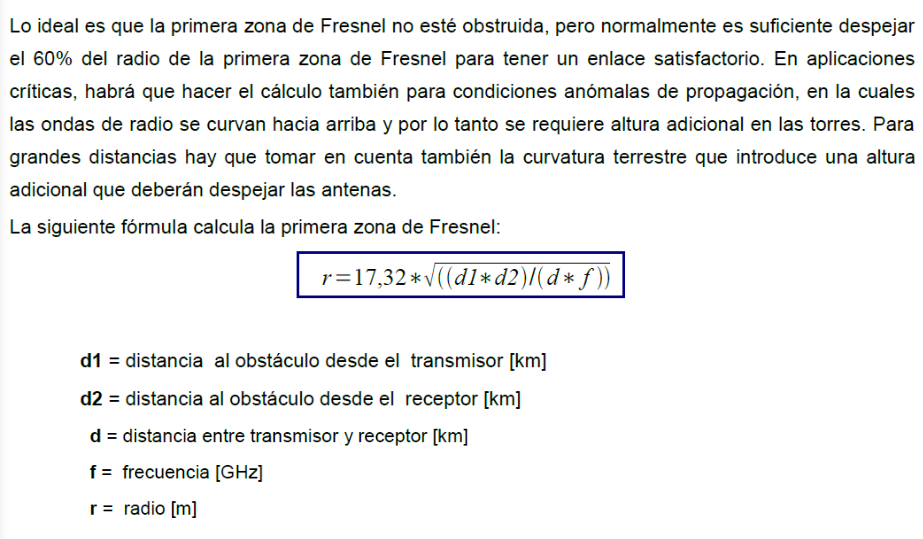 Lo ideal es que la primera zona de Fresnel no esté obstruida, pero normalmente es suficiente despejar
el 60% del radio de la primera zona de Fresnel para tener un enlace satisfactorio. En aplicaciones
críticas, habrá que hacer el cálculo también para condiciones anómalas de propagación, en la cuales
las ondas de radio se curvan hacia arriba y por lo tanto se requiere altura adicional en las torres. Para
grandes distancias hay que tomar en cuenta también la curvatura terrestre que introduce una altura
adicional que deberán despejar las antenas.
La siguiente fórmula calcula la primera zona de Fresnel:
r=17,32*√((d1*d2)/(d*f))
d1 = distancia al obstáculo desde el transmisor [km]
d2 = distancia al obstáculo desde el receptor [km]
d = distancia entre transmisor y receptor [km]
f = frecuencia [GHz]
r = radio [m]